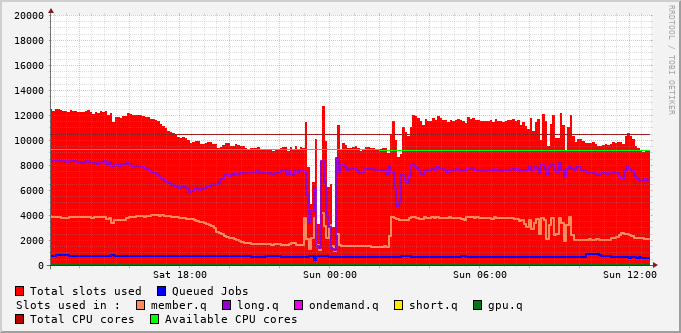 20000
18000
16000
14000
12000
10000
8000
6000
4000
2000
0
Sat 18:00 Sun 00:00 Sun 06:00 Sun 12:00
Total slots used Queued Jobs
Slots used in : member.q long.q ondemand.q short.q gpu.q
Total CPU cores Available CPU cores
RRDTOOL / TOBI OETIKER